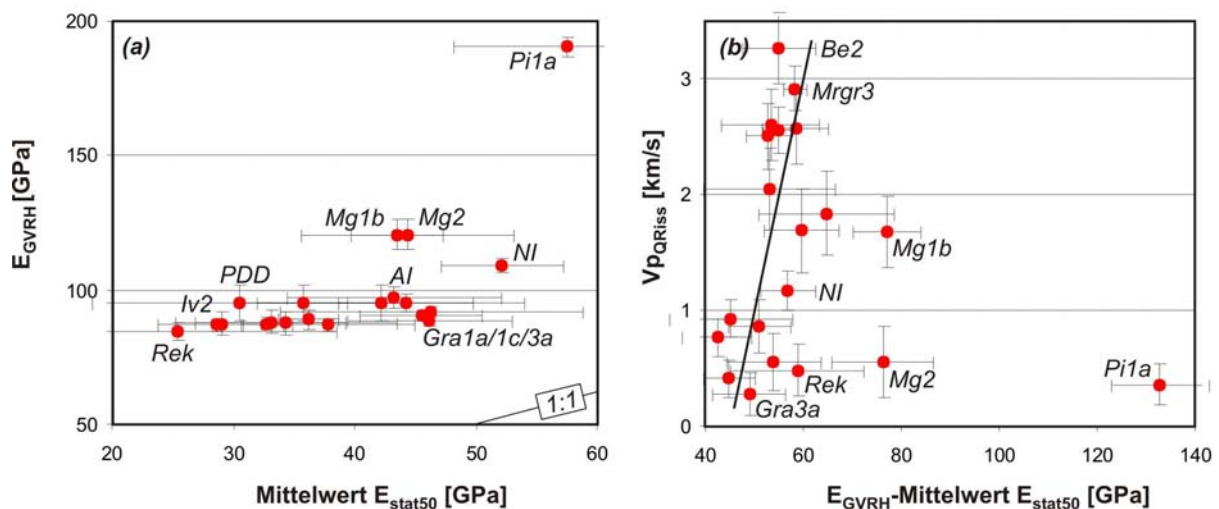 (a)
200
150
100
50
E_GVRH [GPa]
Pi1a
Mg1b
Mg2
NI
PDD
AI
Iv2
Rek
Gra1a/1c/3a
1:1
20
30
40
50
60
Mittelwert E_stat50 [GPa]
(b)
3
2
1
0
Vp_QRiss [km/s]
Be2
Mrgr3
Mg1b
NI
Pi1a
Rek
Mg2
Gra3a
40
60
80
100
120
140
E_GVRH-Mittelwert E_stat50 [GPa]